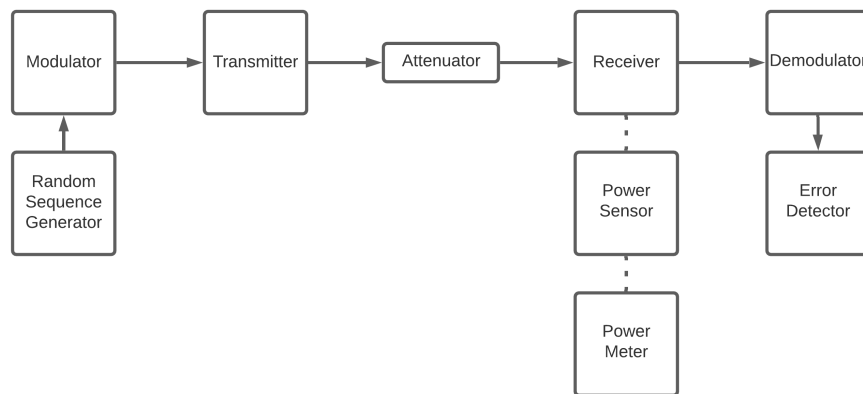 Modulator
Transmitter
Attenuator
Receiver
Demodulator
Random
Sequence
Generator
Power
Sensor
Error
Detector
Power
Meter